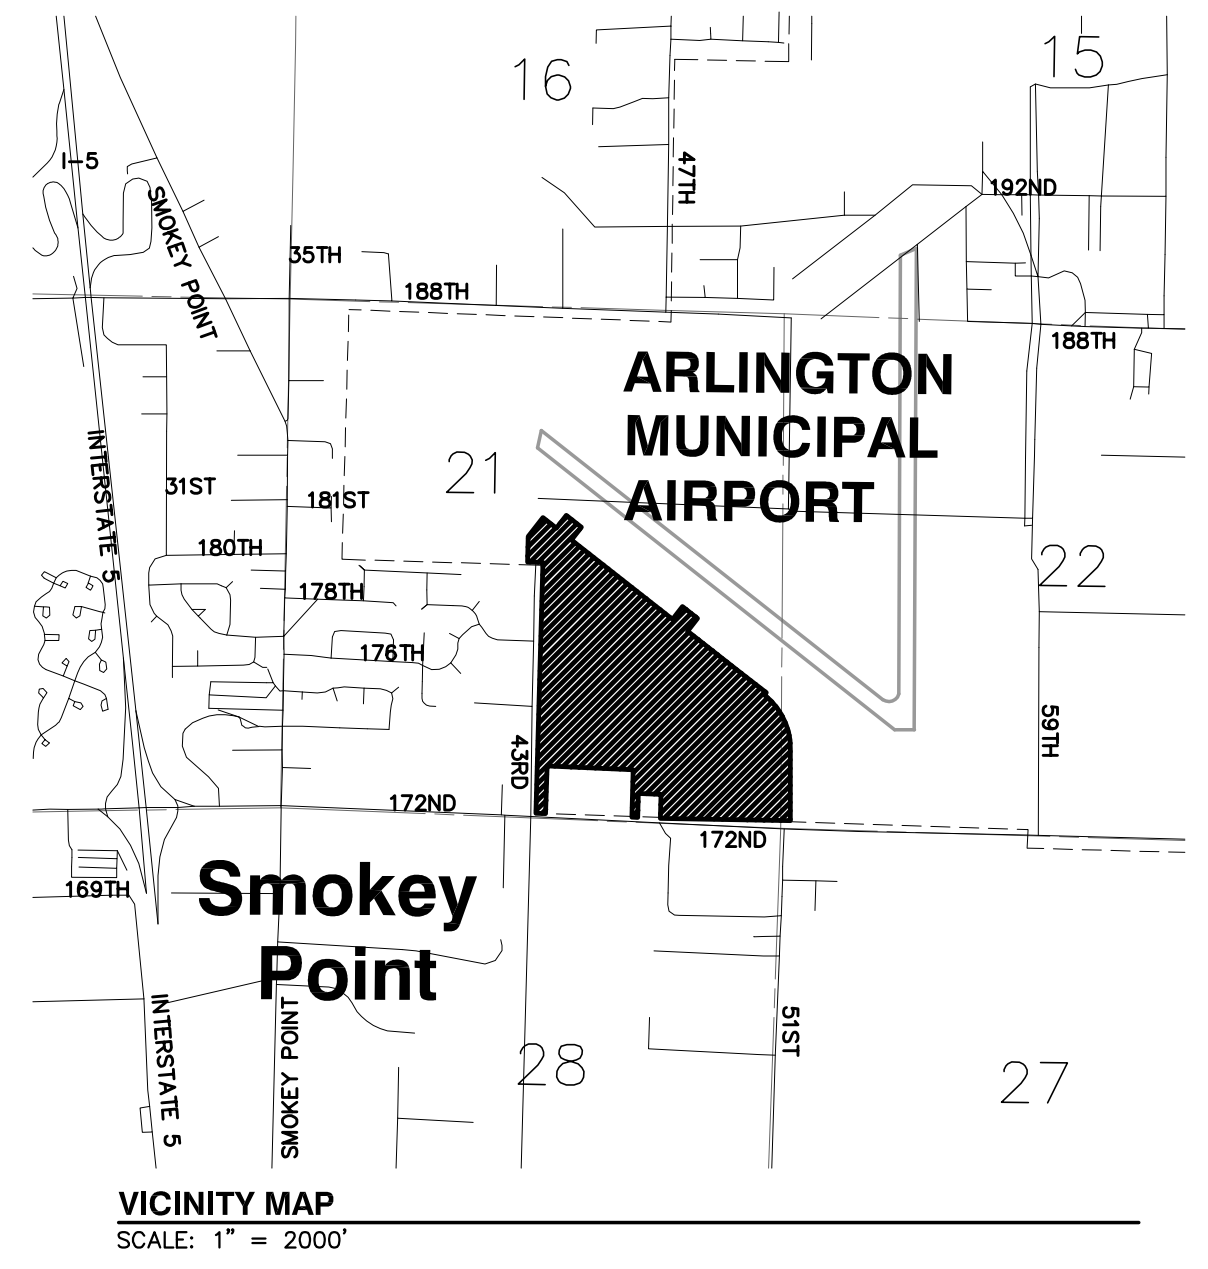 16
15
I-5
47TH
192ND
SMOKEY POINT
35TH
188TH
188TH
ARLINGTON
MUNICIPAL
AIRPORT
INTERSTATE 5
21
31ST
181ST
180TH
22
178TH
176TH
59TH
43RD
172ND
172ND
Smokey
Point
169TH
INTERSTATE 5
SMOKEY POINT
51ST
28
27
VICINITY MAP
SCALE: 1" = 2000'